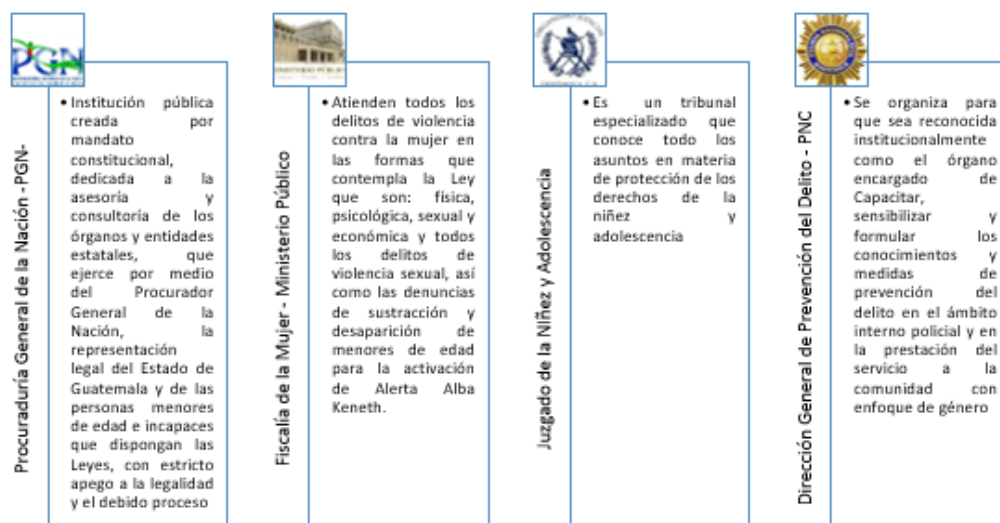 PGN
Procuraduría General de la Nación - PGN-
• Institución pública
creada por
mandato
constitucional,
dedicada a la
asesoría y
consultoría de los
órganos y entidades
estatales, que
ejerce por medio
del Procurador
General de la
Nación, la
representación
legal del Estado de
Guatemala y de las
personas menores
de edad e incapaces
que dispongan las
Leyes, con estricto
apego a la legalidad
y el debido proceso
Fiscalía de la Mujer - Ministerio Público
• Atienden todos los
delitos de violencia
contra la mujer en
las formas que
contempla la Ley
que son: física,
psicológica, sexual y
económica y todos
los delitos de
violencia sexual, así
como las denuncias
de sustracción y
desaparición de
menores de edad
para la activación
de Alerta Alba
Keneth.
Juzgado de la NIñez y Adolescencia
• Es un tribunal
especializado que
conoce todo los
asuntos en materia
de protección de los
derechos de la
niñez y
adolescencia
Dirección General de Prevención del Delito - PNC
• Se organiza para
que sea reconocida
institucionalmente
como el órgano
encargado de
Capacitar,
sensibilizar y
formular los
conocimientos y
medidas de
prevención del
delito en el ámbito
interno policial y en
la prestación del
servicio a la
comunidad con
enfoque de género